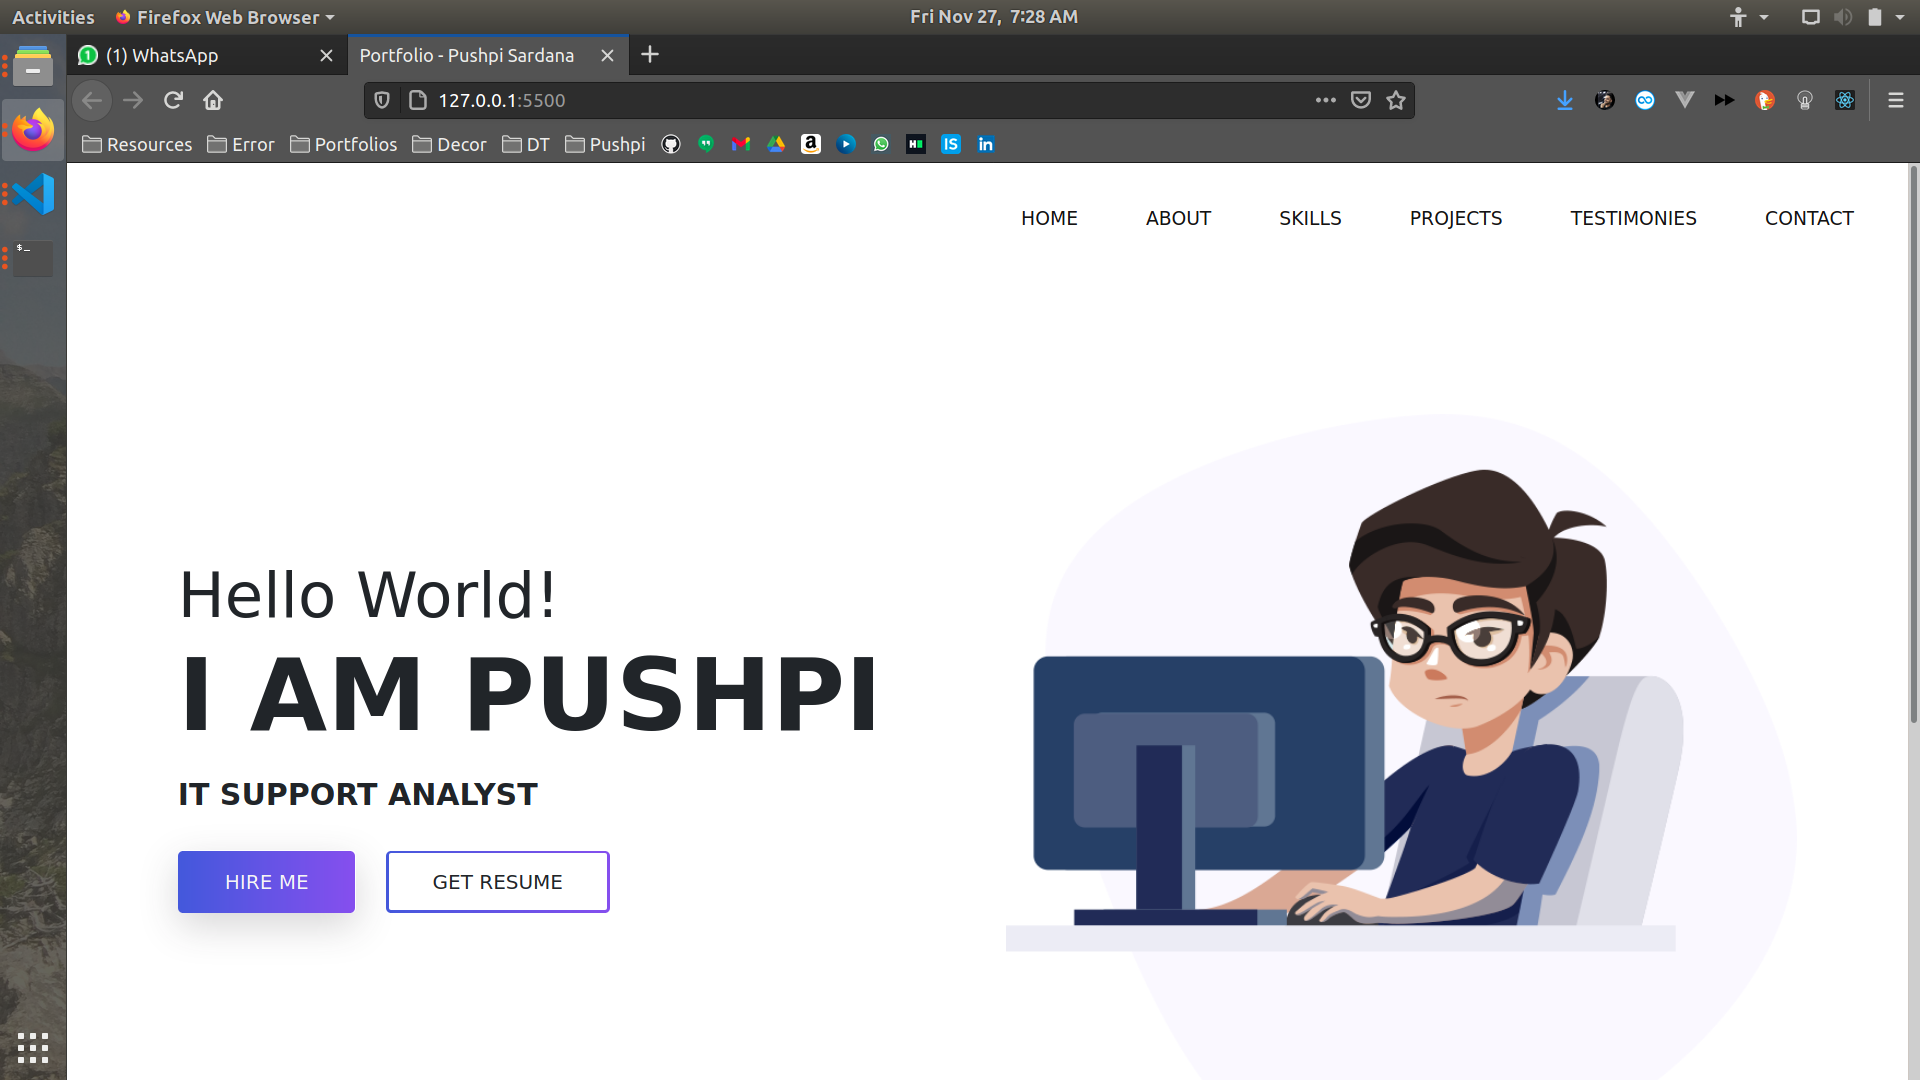 Activities Firefox Web Browser Fri Nov 27, 7:28 AM
(1) WhatsApp Portfolio - Pushpi Sardana
127.0.0.1:5500
Resources Error Portfolios Decor DT Pushpi
HOME ABOUT SKILLS PROJECTS TESTIMONIES CONTACT
Hello World!
I AM PUSHPI
IT SUPPORT ANALYST
HIRE ME GET RESUME